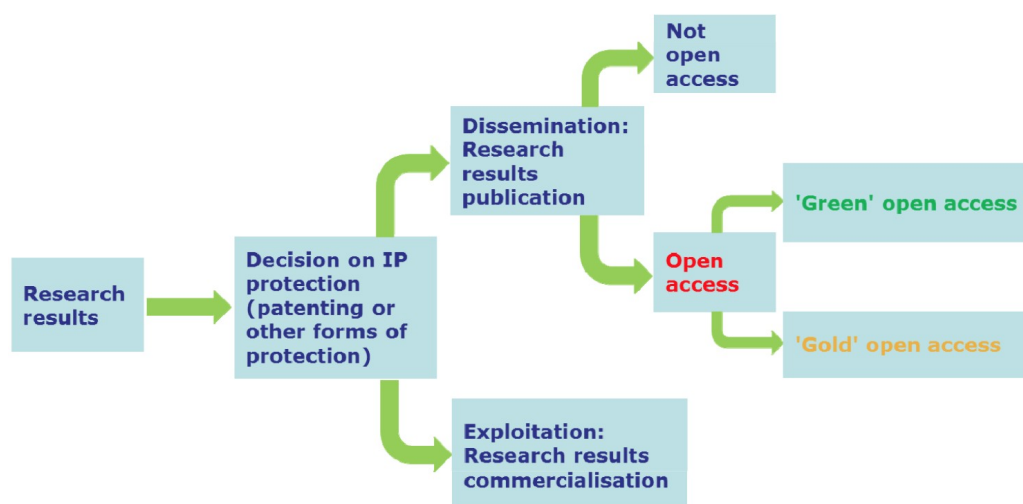 Research
results
Decision on IP
protection
(patenting or
other forms of
protection)
Dissemination:
Research
results
publication
Exploitation:
Research results
commercialisation
Not
open
access
Open
access
'Green' open access
'Gold' open access